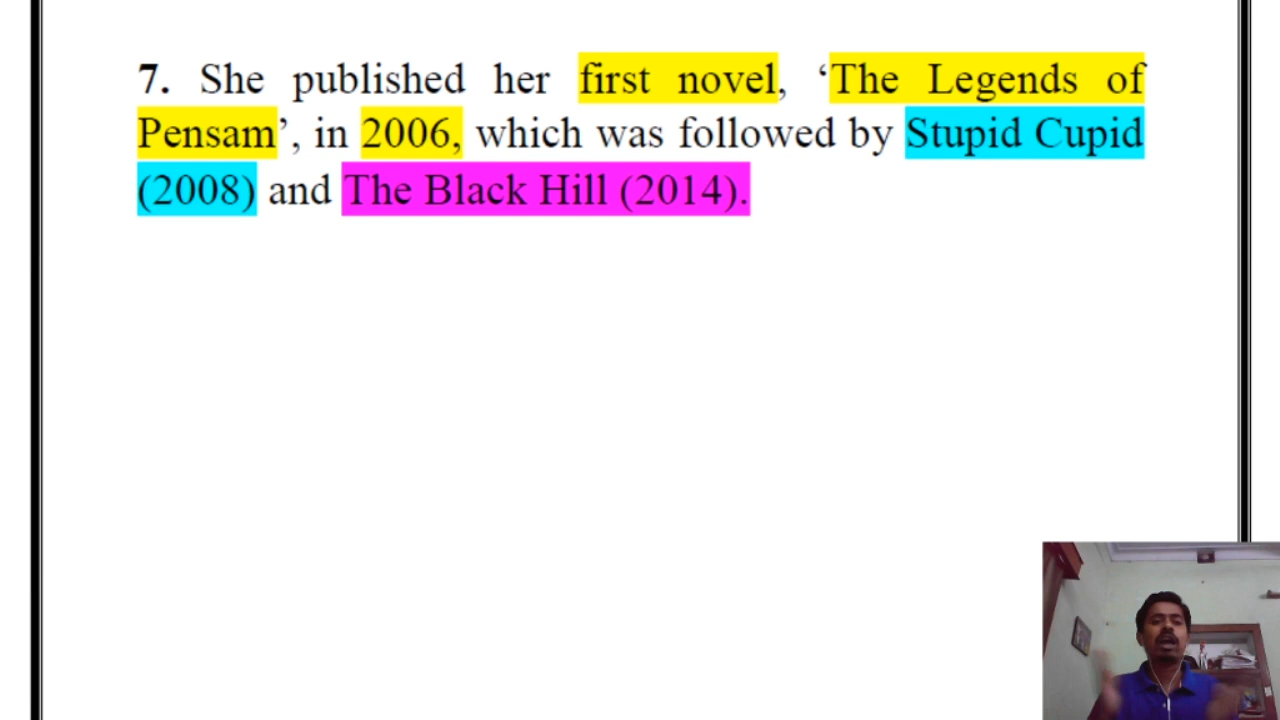 7. She published her first novel, ‘The Legends of
Pensam’, in 2006, which was followed by Stupid Cupid
(2008) and The Black Hill (2014).